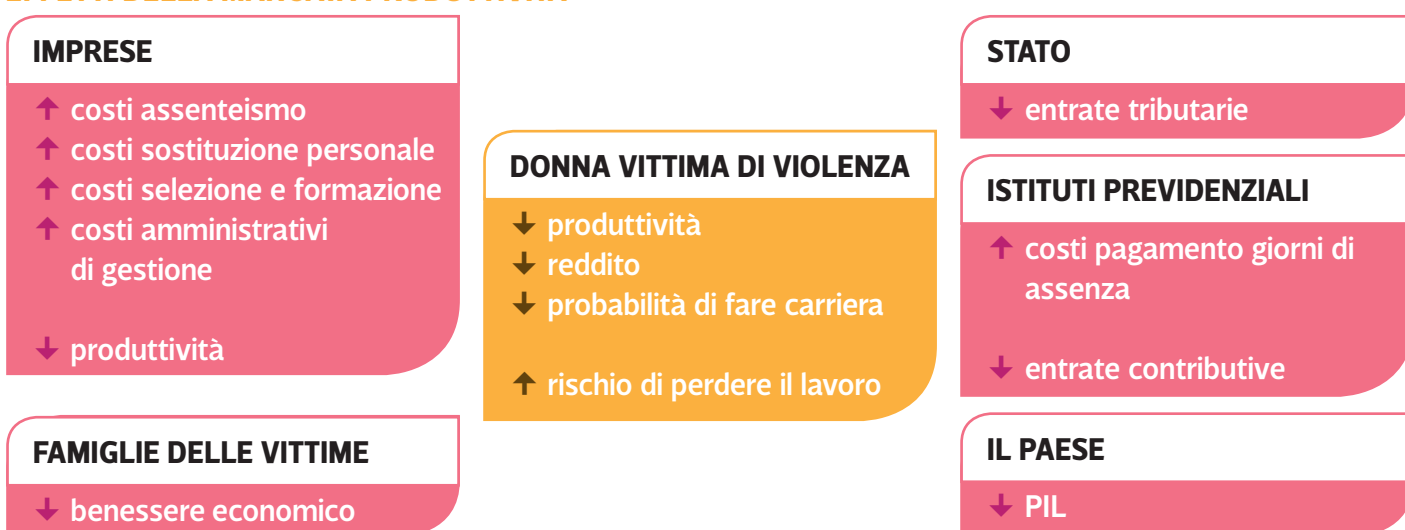 IMPRESE
↑ costi assenteismo
↑ costi sostituzione personale
↑ costi selezione e formazione
↑ costi amministrativi
di gestione
↓ produttività
FAMIGLIE DELLE VITTIME
↓ benessere economico
DONNA VITTIMA DI VIOLENZA
↓ produttività
↓ reddito
↓ probabilità di fare carriera
↑ rischio di perdere il lavoro
STATO
↓ entrate tributarie
ISTITUTI PREVIDENZIALI
↑ costi pagamento giorni di
assenza
↓ entrate contributive
IL PAESE
↓ PIL